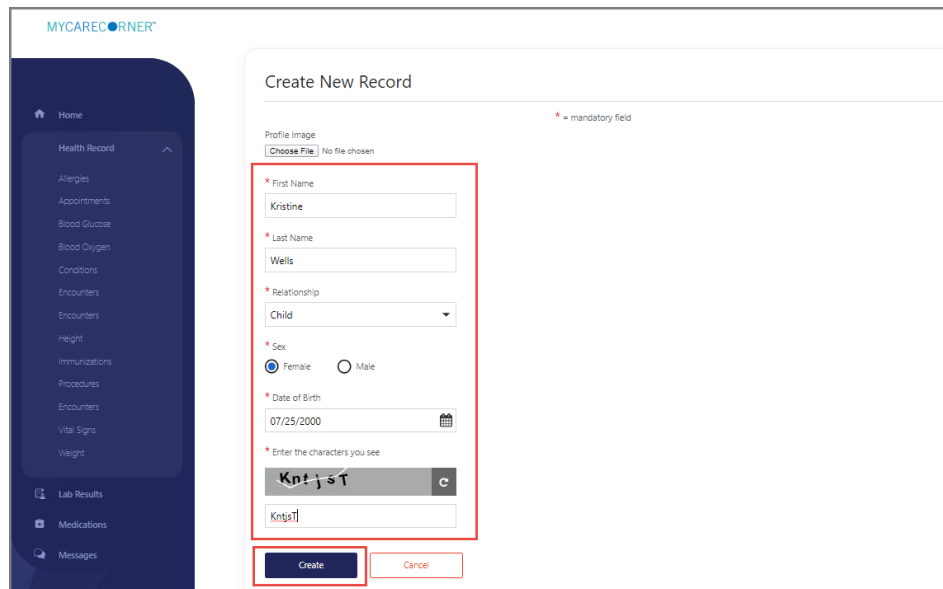 MYCARECORNER™
Home
Health Record
Allergies
Appointments
Blood Glucose
Blood Oxygen
Conditions
Encounters
Encounters
Height
Immunizations
Procedures
Encounters
Vital Signs
Weight
Lab Results
Medications
Messages
Create New Record
* = mandatory field
Profile Image
Choose File No file chosen
* First Name
Kristine
* Last Name
Wells
* Relationship
Child
* Sex
Female Male
* Date of Birth
07/25/2000
* Enter the characters you see
KntjsT
KntjsT
Create Cancel